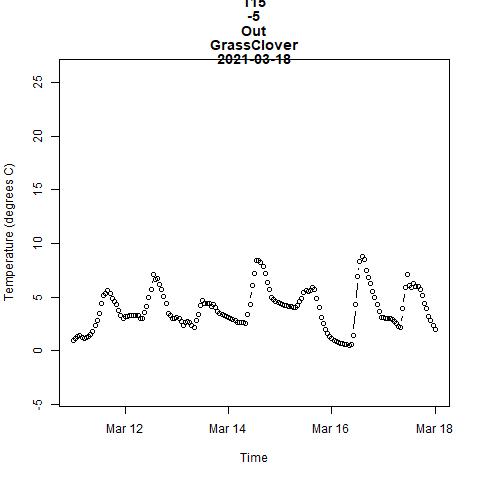 T15
-5
Out
GrassClover
2021-03-18
Temperature (degrees C)
25
20
15
10
5
0
-5
Mar 12
Mar 14
Mar 16
Mar 18
Time